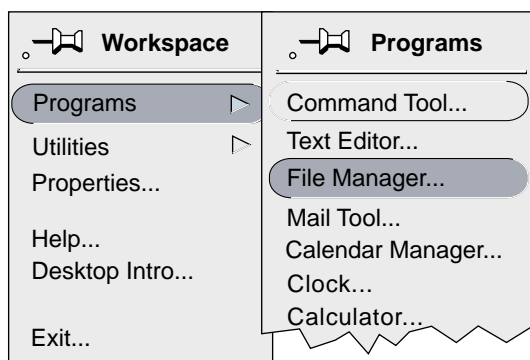 Workspace
Programs
Utilities
Properties...
Help...
Desktop Intro...
Exit...
Programs
Command Tool...
Text Editor...
File Manager...
Mail Tool...
Calendar Manager...
Clock...
Calculator...